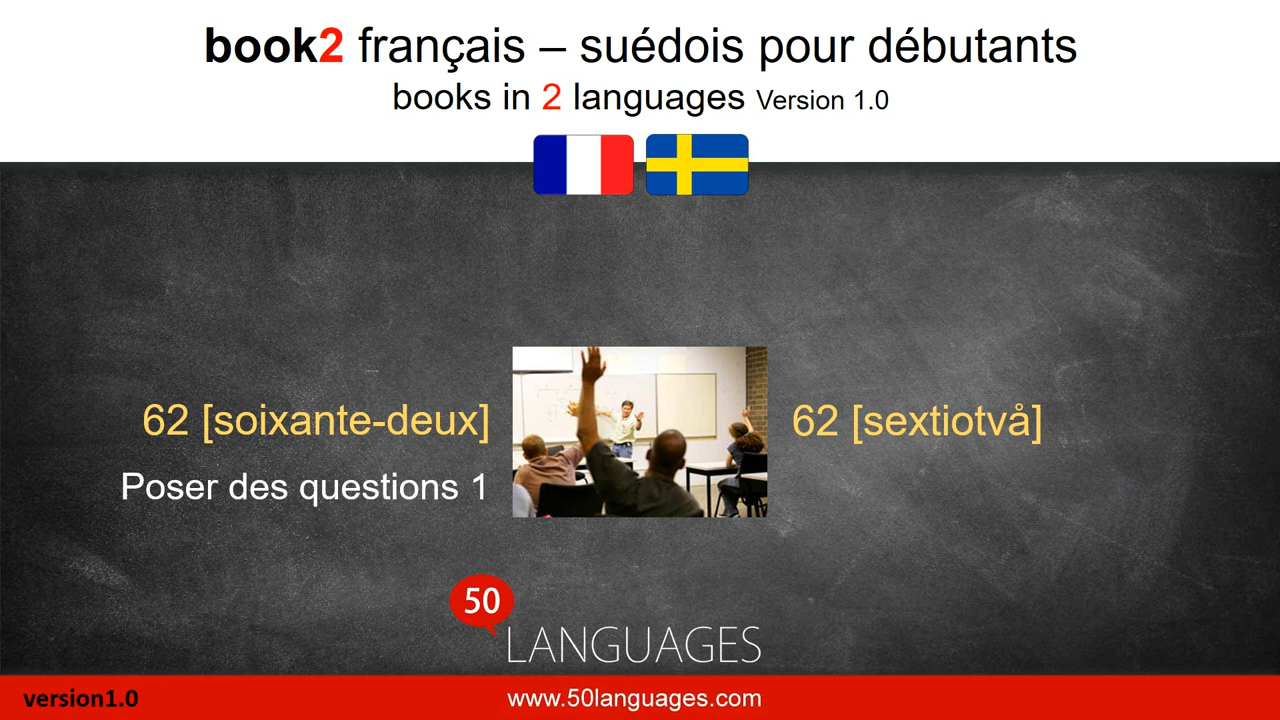 book2 français – suédois pour débutants
books in 2 languages Version 1.0
62 [soixante-deux]
Poser des questions 1
62 [sextiotvå]
50
LANGUAGES
version1.0
www.50languages.com